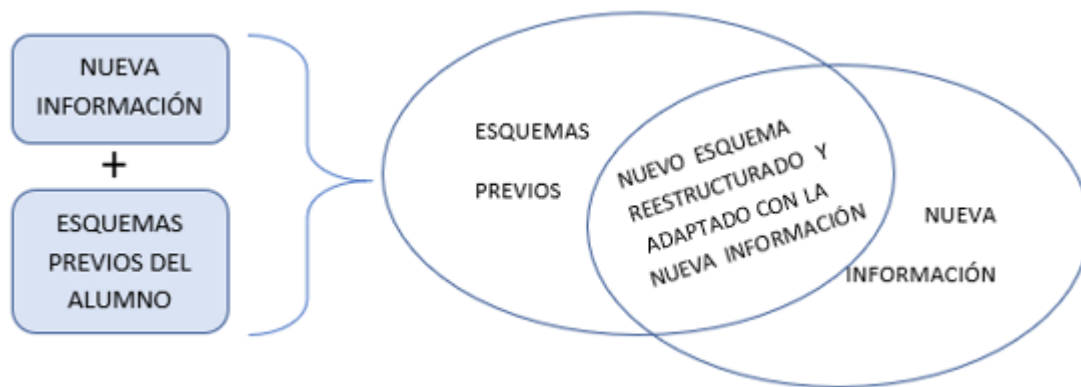 NUEVA
INFORMACIÓN
+
ESQUEMAS
PREVIOS DEL
ALUMNO
ESQUEMAS
PREVIOS
NUEVO ESQUEMA
REESTRUCTURADO Y
ADAPTADO CON LA
NUEVA INFORMACIÓN
NUEVA
INFORMACIÓN